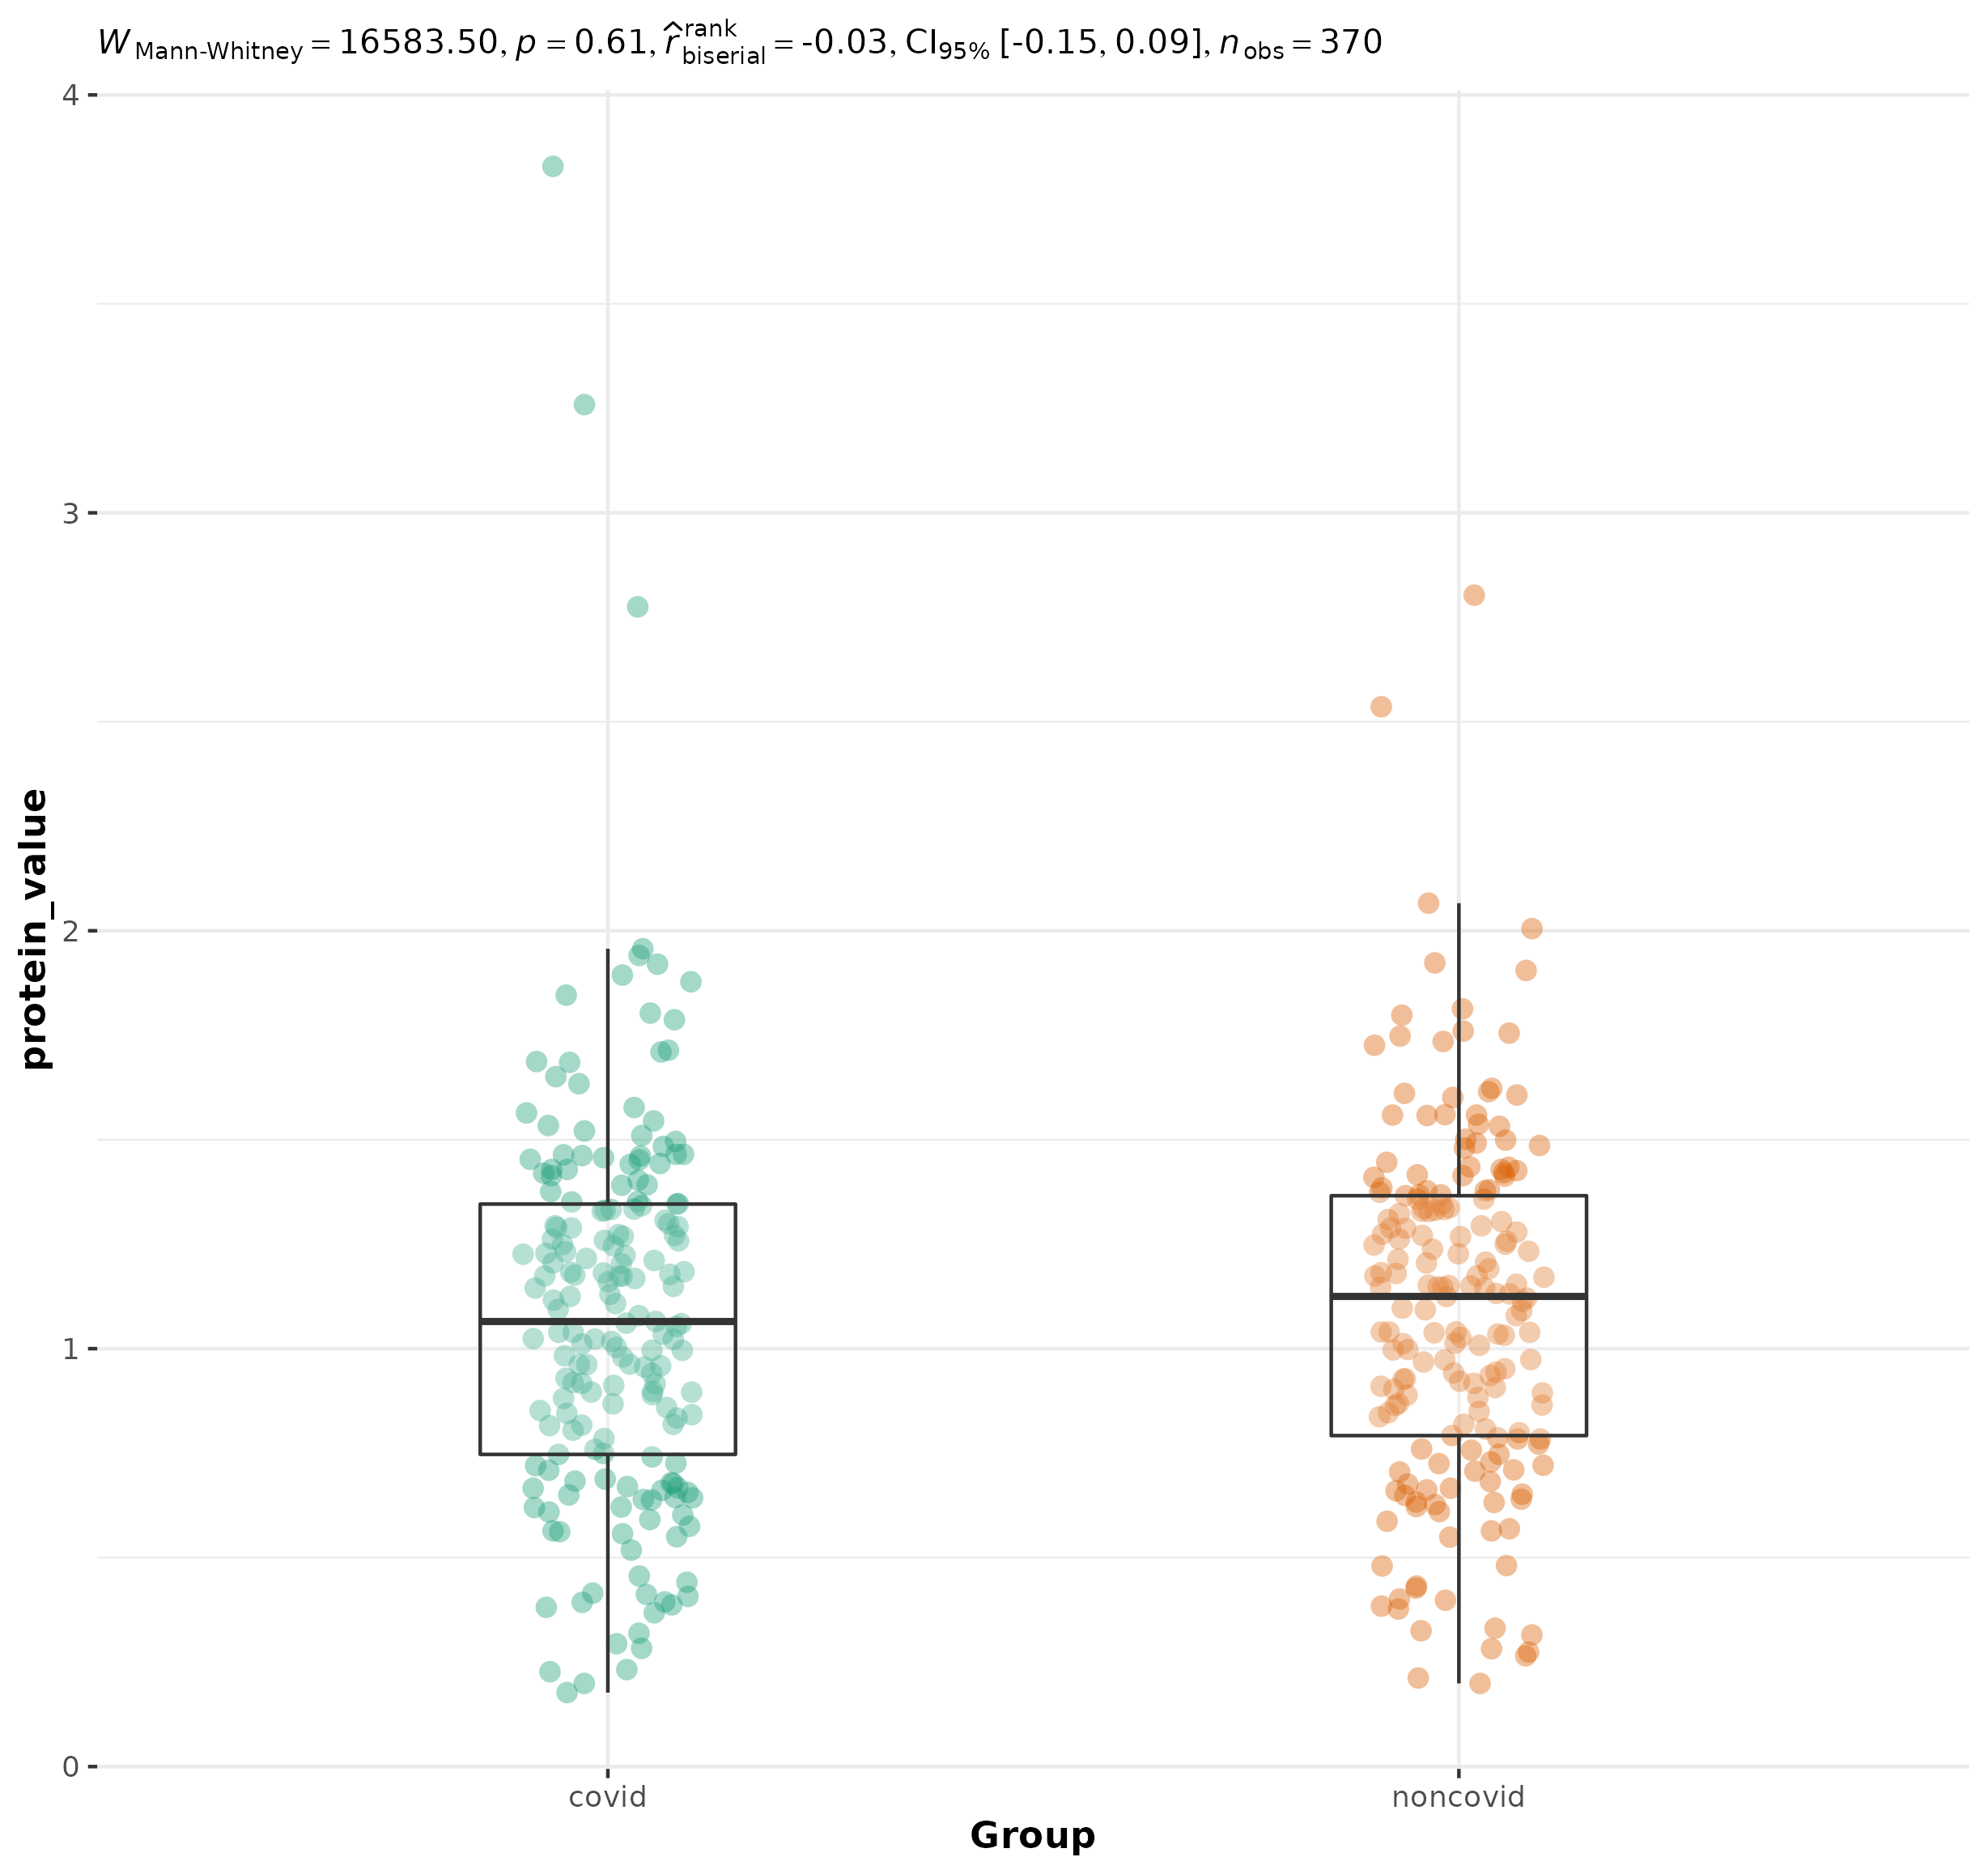 W Mann-Whitney = 16583.50, p = 0.61, r̂ rank biserial = -0.03, CI95% [-0.15, 0.09], n obs = 370
4
3
2
1
0
protein_value
covid noncovid
Group